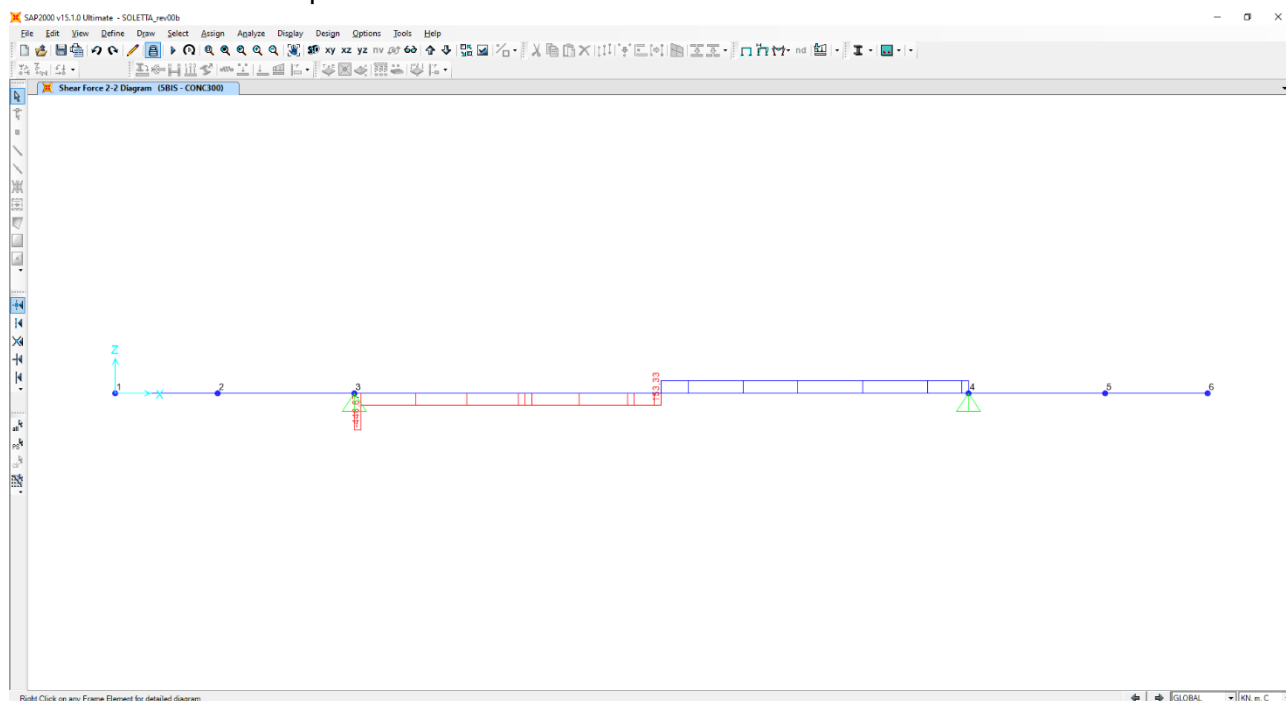 SAP2000 v15.1.0 Ultimate - SOLETTA_rev00b
File Edit View Define Draw Select Assign Analyze Display Design Options Tools Help
xy xz yz nv nd
Shear Force 2-2 Diagram (5BIS - CONC300)
Z
X
1 2 3 4 5 6
153.33
Right Click on any Frame Element for detailed diagram
GLOBAL KN, m, C